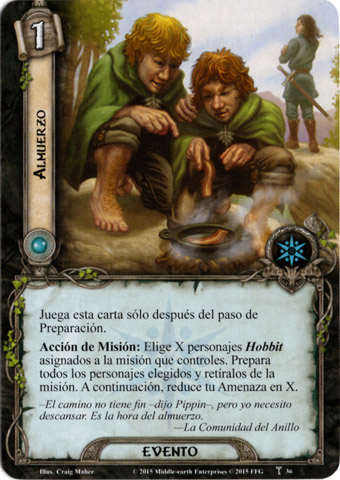 1
ALMUERZO
Juega esta carta sólo después del paso de
Preparación.
Acción de Misión: Elige X personajes Hobbit
asignados a la misión que controles. Prepara
todos los personajes elegidos y retíralos de la
misión. A continuación, reduce tu Amenaza en X.
–El camino no tiene fin –dijo Pippin–, pero yo necesito
descansar. Es la hora del almuerzo.
—La Comunidad del Anillo
EVENTO
Illus. Craig Maher © 2015 Middle-earth Enterprises © 2015 FFG 36